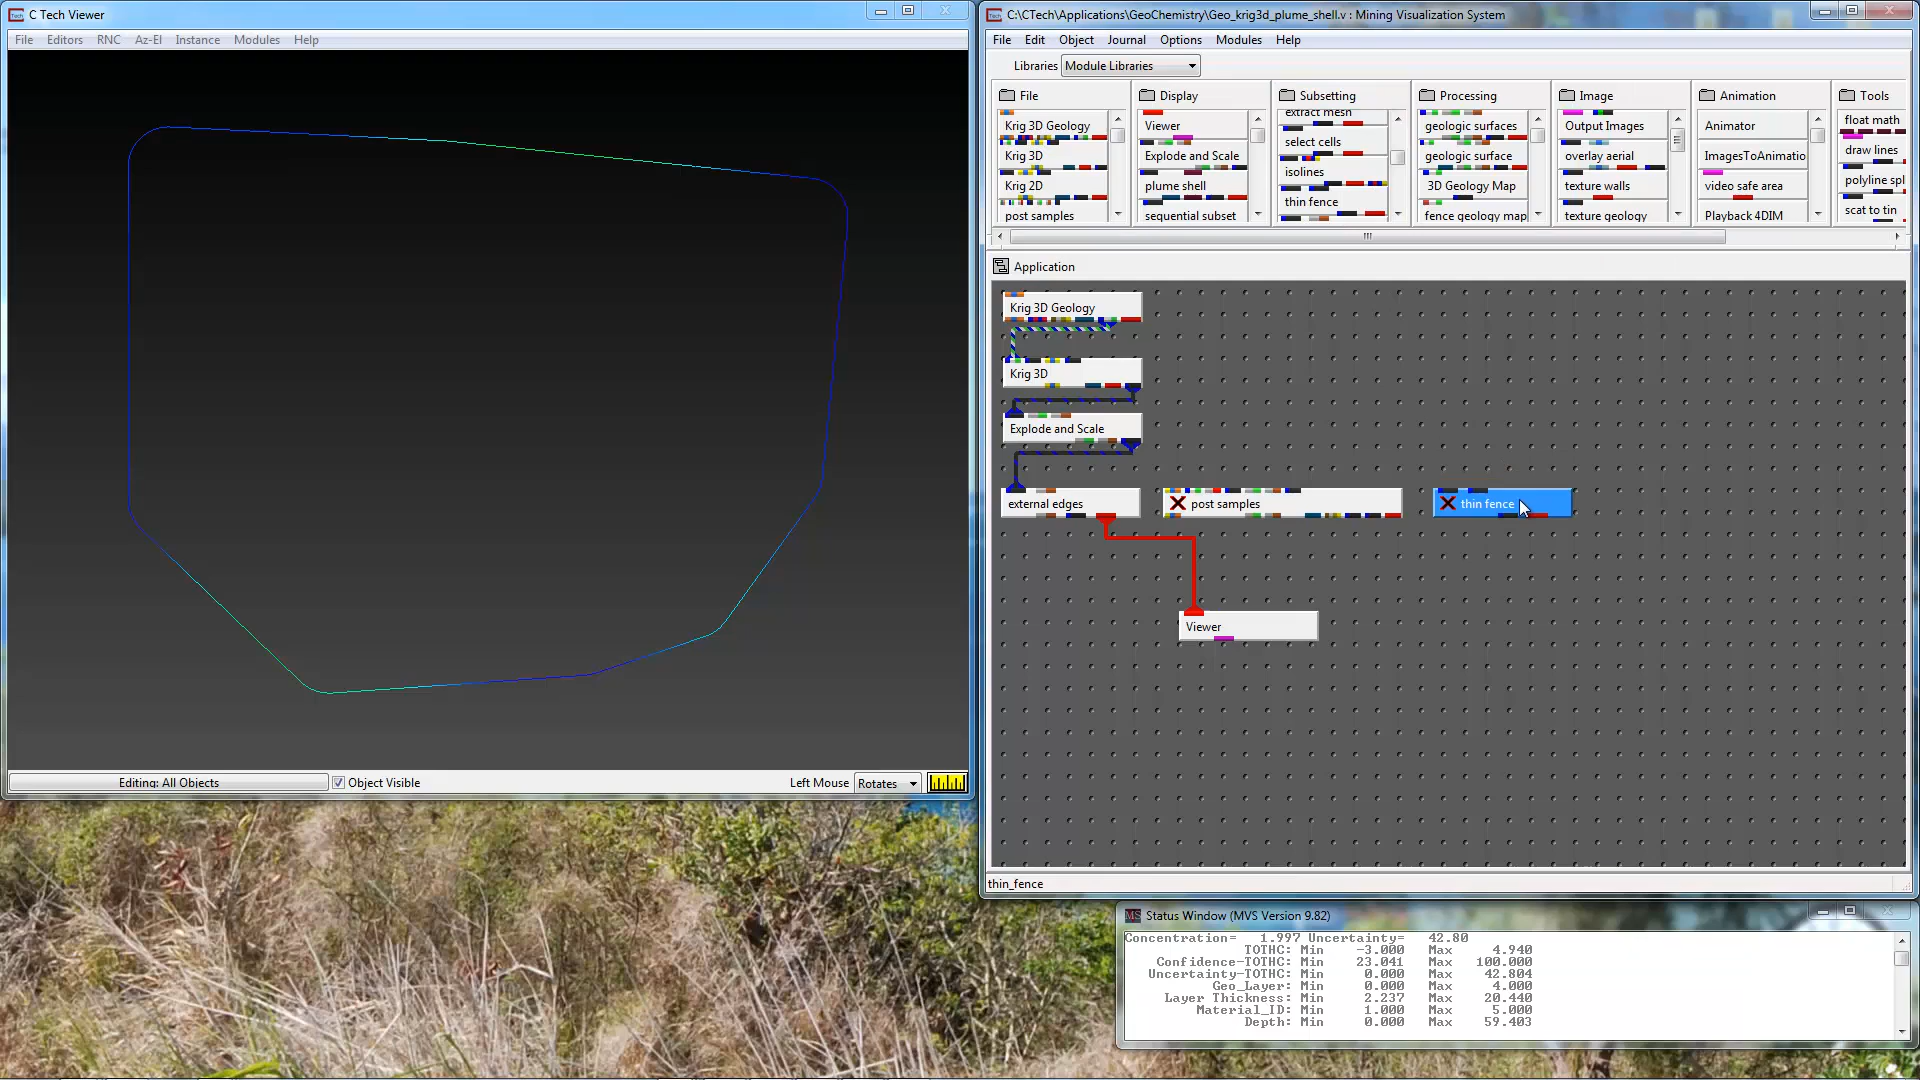 C Tech Viewer
File Editors RNC Az-El Instance Modules Help
Editing: All Objects
Object Visible
Left Mouse Rotates
C:\CTech\Applications\GeoChemistry\Geo_krig3d_plume_shell.v : Mining Visualization System
File Edit Object Journal Options Modules Help
Libraries Module Libraries
File Display Subsetting Processing Image Animation Tools
Krig 3D Geology
Krig 3D
Krig 2D
post samples
Viewer
Explode and Scale
plume shell
sequential subset
extract mesh
select cells
isolines
thin fence
geologic surfaces
geologic surface
3D Geology Map
fence geology map
Output Images
overlay aerial
texture walls
texture geology
Animator
ImagesToAnimatio
video safe area
Playback 4DIM
float math
draw lines
polyline spl
scat to tin
Application
Krig 3D Geology
Krig 3D
Explode and Scale
external edges
post samples
thin fence
Viewer
thin_fence
Status Window (MVS Version 9.82)
Concentration= 1.997 Uncertainty= 42.80
TOTHC: Min -3.000 Max 4.940
Confidence-TOTHC: Min 23.041 Max 100.000
Uncertainty-TOTHC: Min 0.000 Max 42.804
Geo_Layer: Min 0.000 Max 4.000
Layer Thickness: Min 2.237 Max 20.440
Material_ID: Min 1.000 Max 5.000
Depth: Min 0.000 Max 59.403